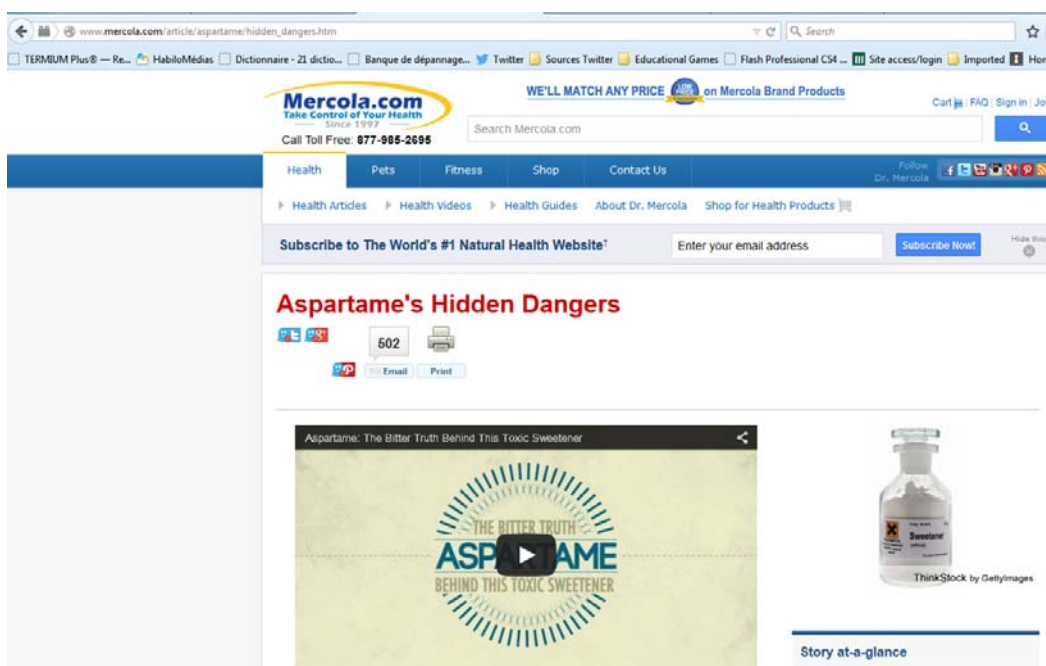 www.mercola.com/article/aspartame/hidden_dangers.htm
Search
TERMIUM Plus® — Re... HabiloMédias Dictionnaire - 21 dictio... Banque de dépannage... Twitter Sources Twitter Educational Games Flash Professional CS4 ... Site access/login Imported Hor
Mercola.com
Take Control of Your Health
Since 1997
Call Toll Free: 877-985-2695
WE'LL MATCH ANY PRICE LOW PRICE on Mercola Brand Products
Cart FAQ Sign in Jo
Search Mercola.com
Health Pets Fitness Shop Contact Us
Follow
Dr. Mercola
Health Articles Health Videos Health Guides About Dr. Mercola Shop for Health Products
Subscribe to The World's #1 Natural Health Website†
Enter your email address
Subscribe Now!
Hide this
Aspartame's Hidden Dangers
502
Email Print
Aspartame: The Bitter Truth Behind This Toxic Sweetener
THE BITTER TRUTH
ASPARTAME
BEHIND THIS TOXIC SWEETENER
Sweetener
ThinkStock by GettyImages
Story at-a-glance